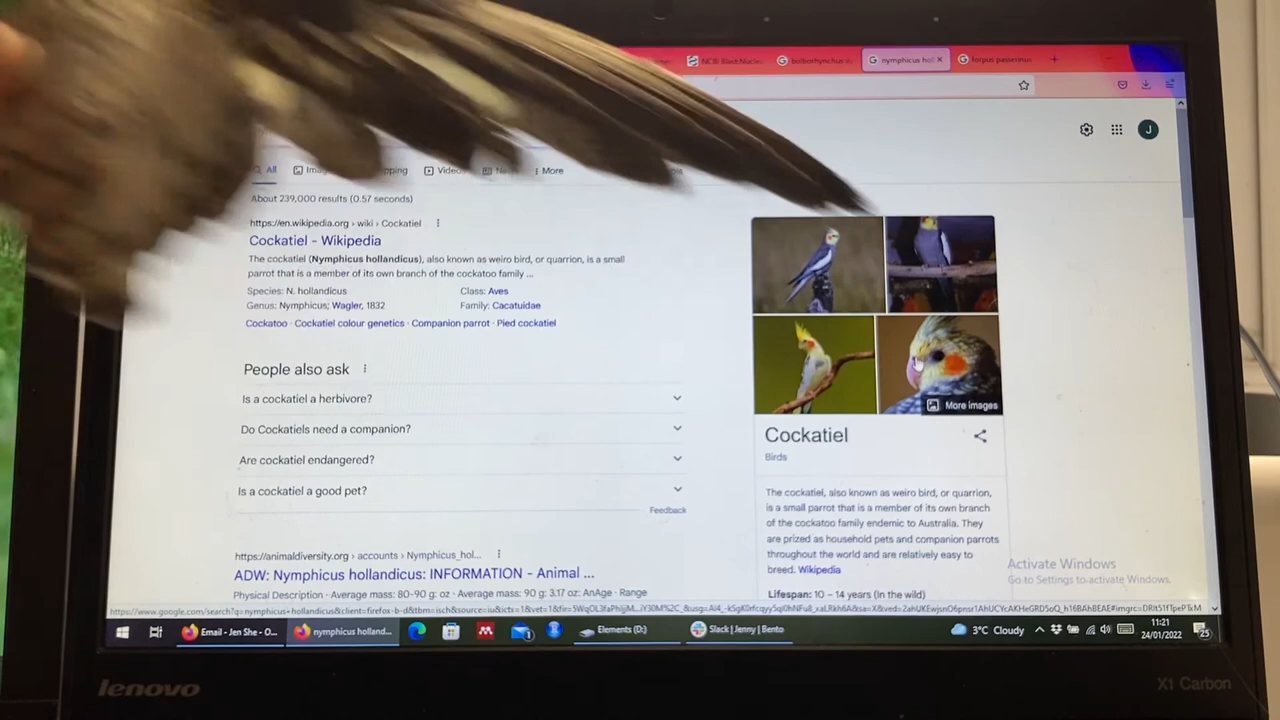 NCBI Blast:Nucle
bolborhynchus
nymphicus hol
forpus passerinus
J
All
Video
More
About 239,000 results (0.57 seconds)
https://en.wikipedia.org › wiki › Cockatiel
Cockatiel - Wikipedia
The cockatiel (Nymphicus hollandicus), also known as weiro bird, or quarrion, is a small
parrot that is a member of its own branch of the cockatoo family ...
Species: N. hollandicus
Class: Aves
Genus: Nymphicus; Wagler, 1832
Family: Cacatuidae
Cockatoo · Cockatiel colour genetics · Companion parrot · Pied cockatiel
People also ask
Is a cockatiel a herbivore?
Do Cockatiels need a companion?
Are cockatiel endangered?
Is a cockatiel a good pet?
Feedback
https://animaldiversity.org › accounts › Nymphicus_hol...
ADW: Nymphicus hollandicus: INFORMATION - Animal ...
Physical Description · Average mass: 80-90 g; oz · Average mass: 90 g; 3.17 oz; AnAge · Range
More images
Cockatiel
Birds
The cockatiel, also known as weiro bird, or quarrion,
is a small parrot that is a member of its own branch
of the cockatoo family endemic to Australia. They
are prized as household pets and companion parrots
throughout the world and are relatively easy to
breed. Wikipedia
Lifespan: 10 – 14 years (In the wild)
Activate Windows
Go to Settings to activate Windows.
Email - Jen She - O...
nymphicus holland...
Elements (D:)
Slack | Jenny | Bento
3°C Cloudy
11:21
24/01/2022
25
lenovo
X1 Carbon